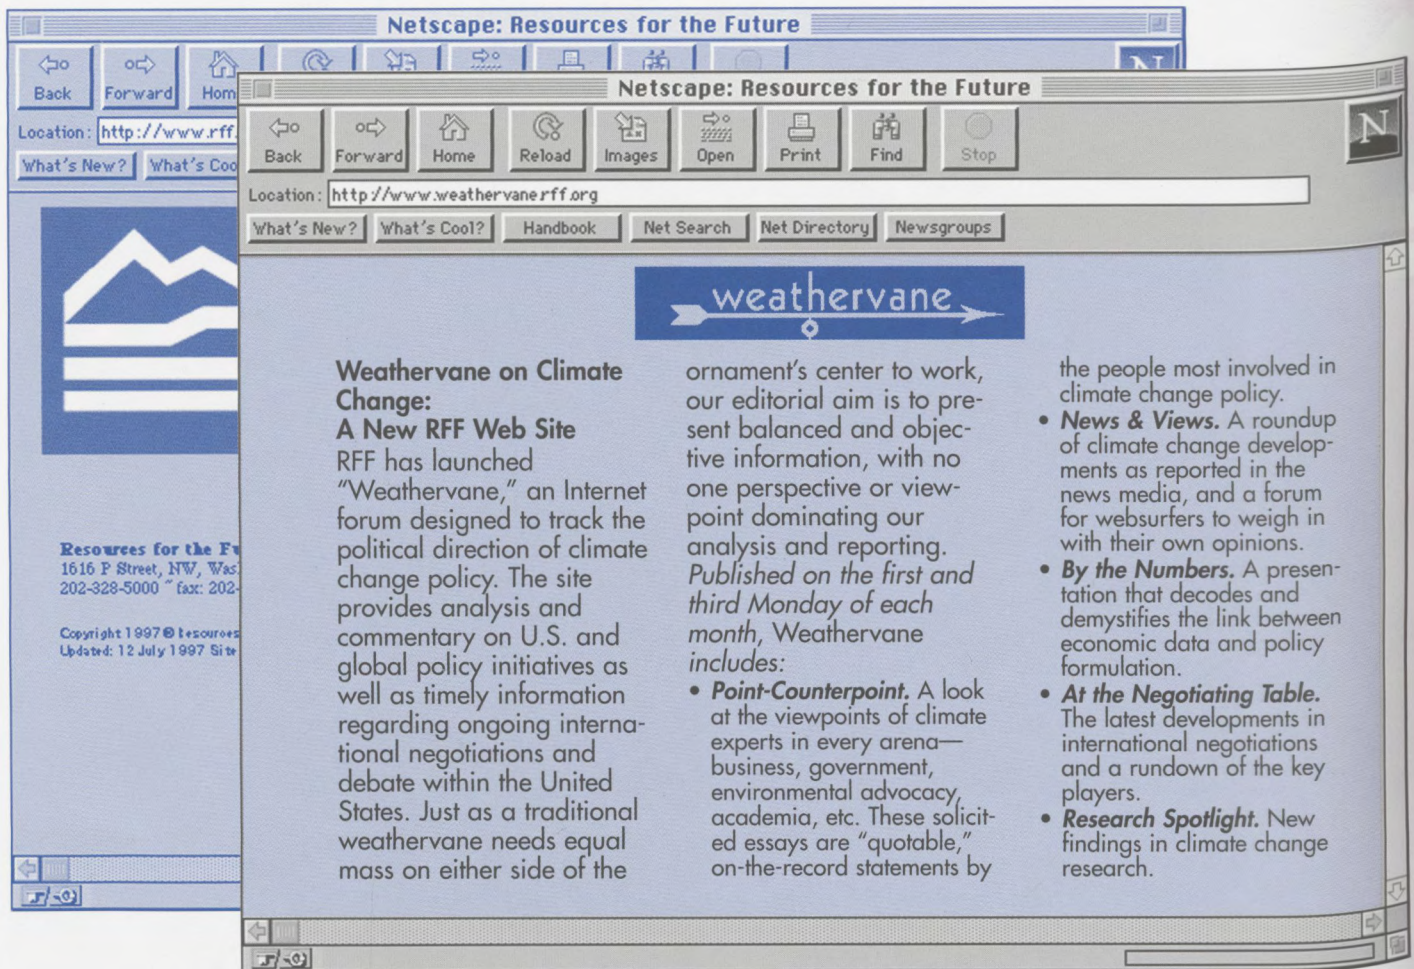 Netscape: Resources for the Future
Back Forward
Location: http://www.rff.
What's New?
Resources for the
1616 P Street, NW,
202-328-5000 ~ fax: 202-
Copyright 1997 ©
Updated: 12 July 1997
Netscape: Resources for the Future
N
Back Forward Home Reload Images Open Print Find Stop
Location: http://www.weathervane.rff.org
What's New? What's Cool? Handbook Net Search Net Directory Newsgroups
weathervane
Weathervane on Climate
Change:
A New RFF Web Site
RFF has launched
“Weathervane,” an Internet
forum designed to track the
political direction of climate
change policy. The site
provides analysis and
commentary on U.S. and
global policy initiatives as
well as timely information
regarding ongoing interna-
tional negotiations and
debate within the United
States. Just as a traditional
weathervane needs equal
mass on either side of the
ornament's center to work,
our editorial aim is to pre-
sent balanced and objec-
tive information, with no
one perspective or view-
point dominating our
analysis and reporting.
Published on the first and
third Monday of each
month, Weathervane
includes:
• Point-Counterpoint. A look
at the viewpoints of climate
experts in every arena—
business, government,
environmental advocacy,
academia, etc. These solicit-
ed essays are “quotable,”
on-the-record statements by
the people most involved in
climate change policy.
• News & Views. A roundup
of climate change develop-
ments as reported in the
news media, and a forum
for websurfers to weigh in
with their own opinions.
• By the Numbers. A presen-
tation that decodes and
demystifies the link between
economic data and policy
formulation.
• At the Negotiating Table.
The latest developments in
international negotiations
and a rundown of the key
players.
• Research Spotlight. New
findings in climate change
research.